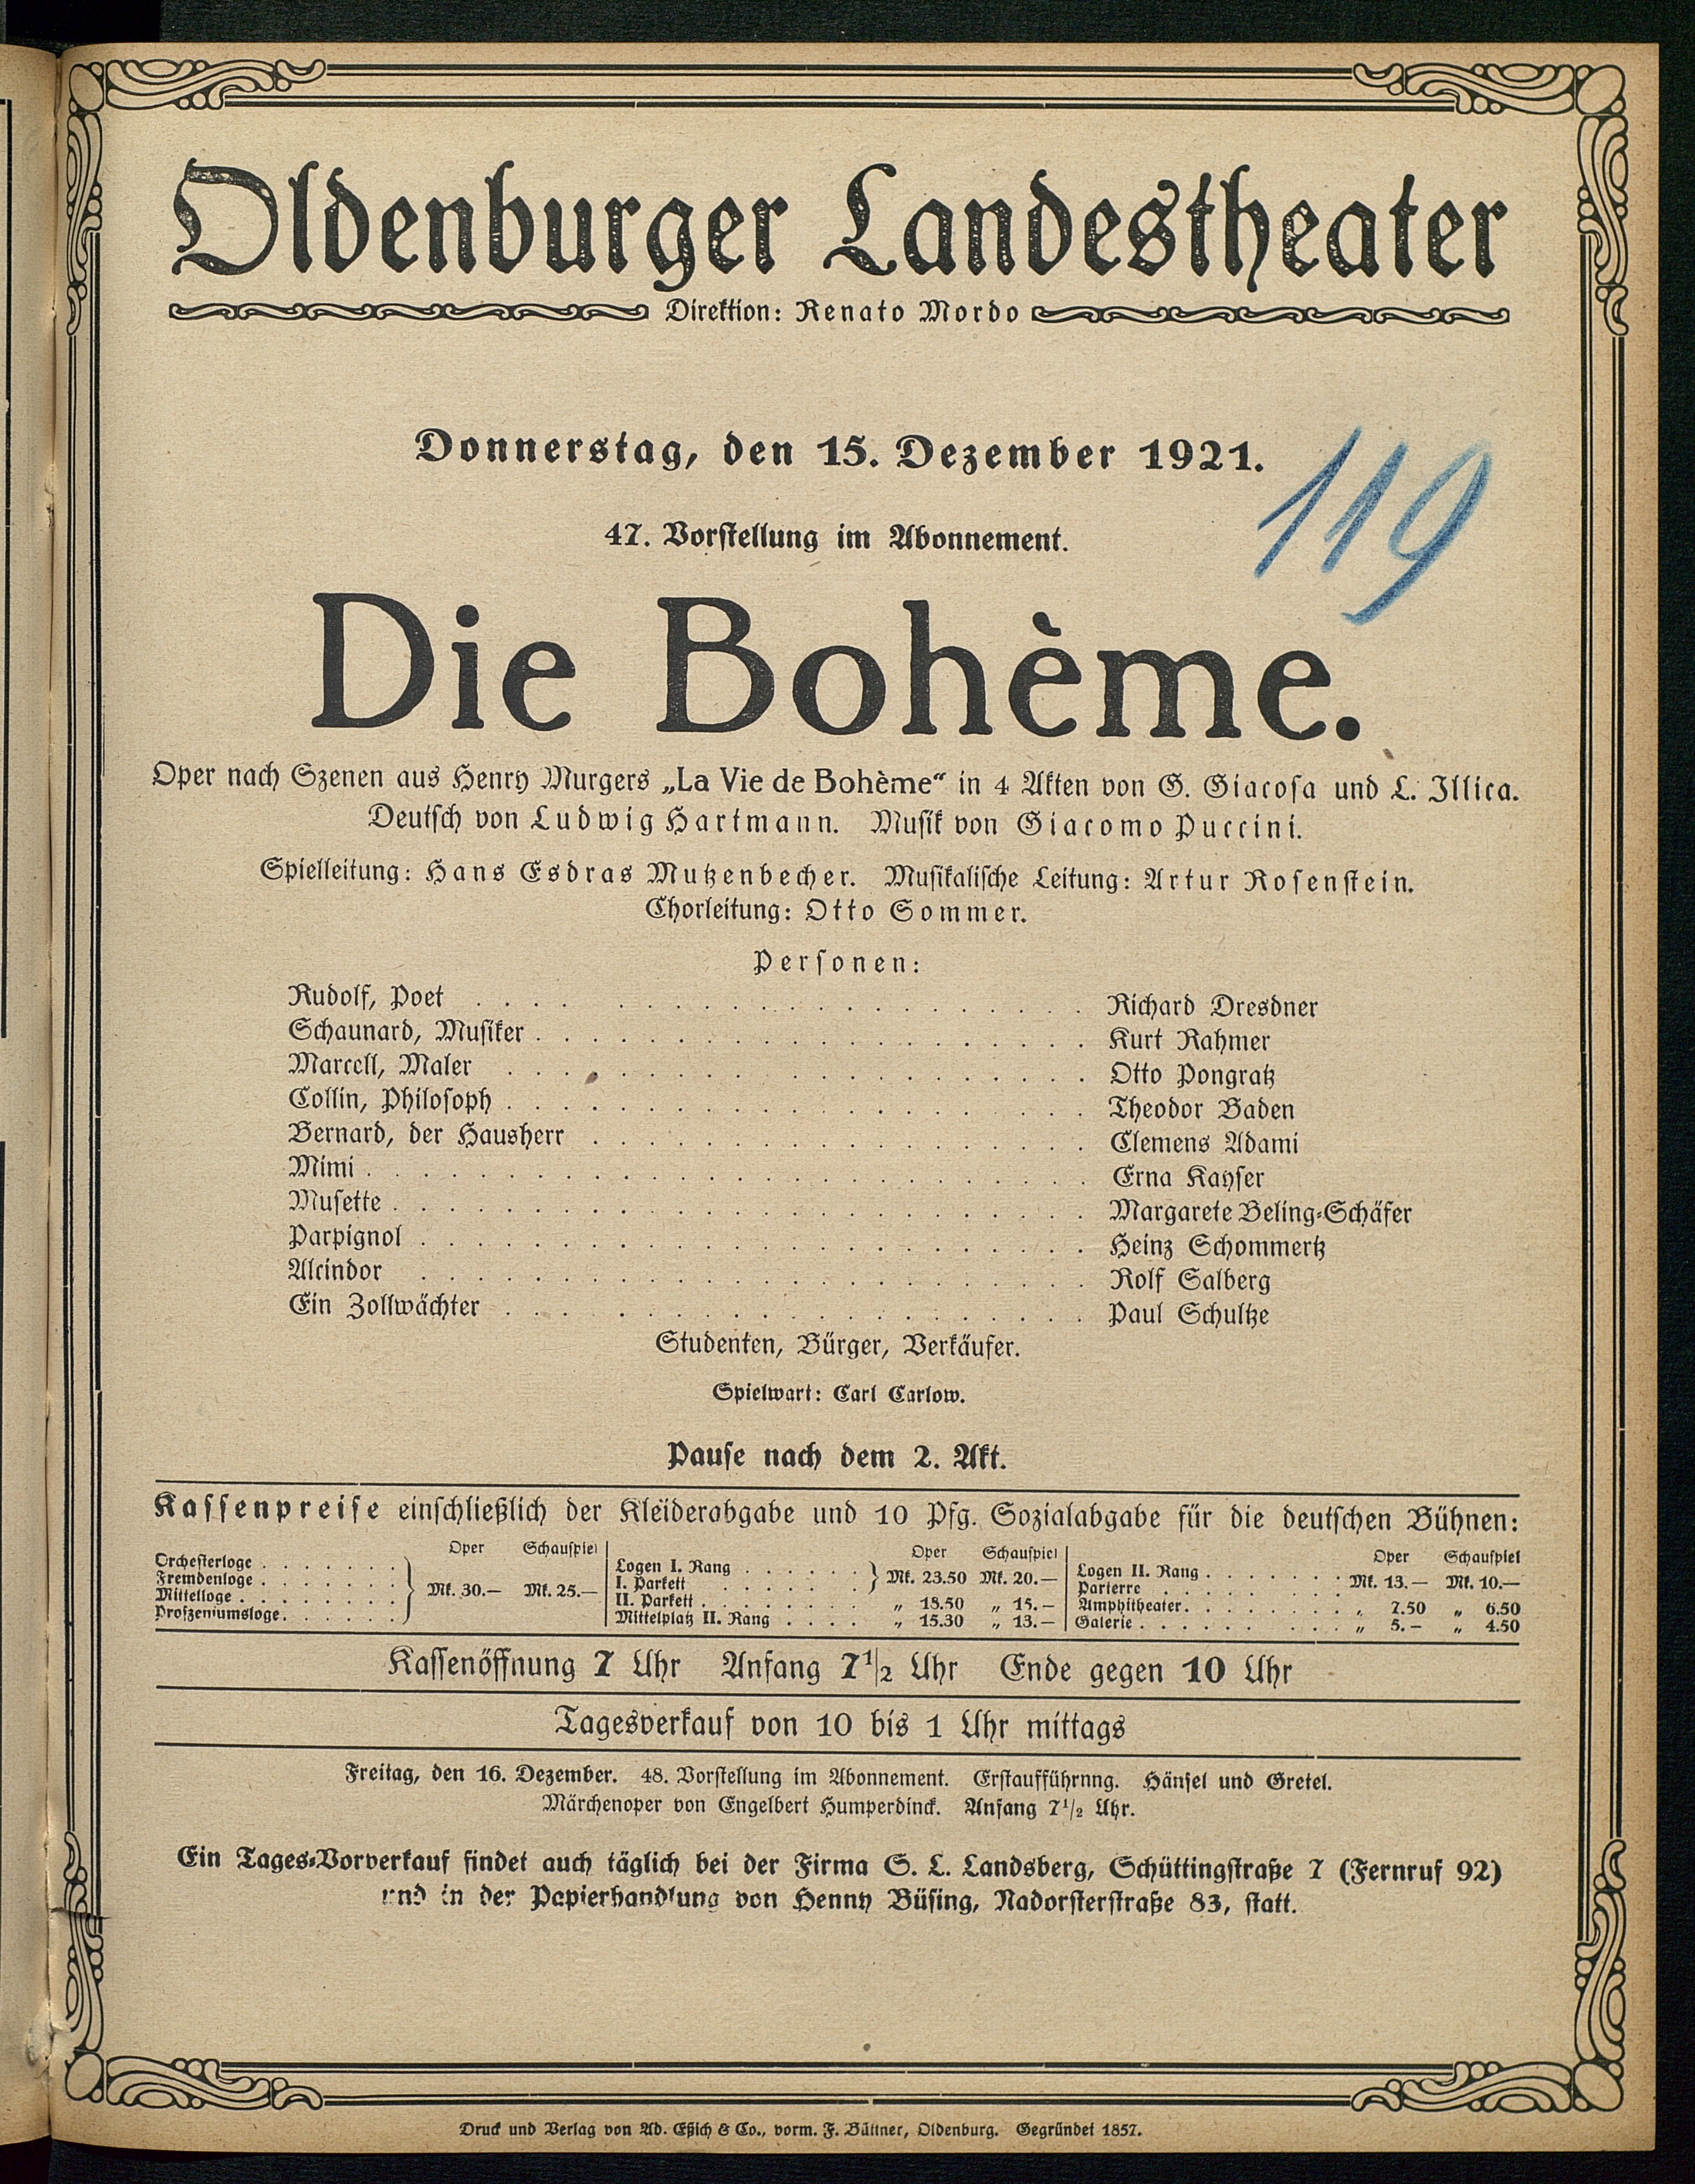 Oldenburger Landestheater
Direktion: Renato Mordo
Donnerstag, den 15. Dezember 1921.
119
47. Vorstellung im Abonnement.
Die Bohème.
Oper nach Szenen aus Henry Murgers „La Vie de Bohème“ in 4 Akten von G. Giacosa und L. Illica.
Deutsch von Ludwig Hartmann. Musik von Giacomo Puccini.
Spielleitung: Hans Esdras Mutzenbecher. Musikalische Leitung: Artur Rosenstein.
Chorleitung: Otto Sommer.
Personen:
Rudolf, Poet . . . . . . . . Richard Dresdner
Schaunard, Musiker . . . . . . . . Kurt Rahmer
Marcell, Maler . . . . . . . . Otto Pongratz
Collin, Philosoph . . . . . . . . Theodor Baden
Bernard, der Hausherr . . . . . . . . Clemens Adami
Mimi . . . . . . . . Erna Kayser
Musette . . . . . . . . Margarete Beling-Schäfer
Parpignol . . . . . . . . Heinz Schommertz
Alcindor . . . . . . . . Rolf Salberg
Ein Zollwächter . . . . . . . . Paul Schultze
Studenten, Bürger, Verkäufer.
Spielwart: Carl Carlow.
Pause nach dem 2. Akt.
Kassenpreise einschließlich der Kleiderabgabe und 10 Pfg. Sozialabgabe für die deutschen Bühnen:
Oper Schauspiel
Orchesterloge . . . . . .
Fremdenloge . . . . . .
Mittelloge . . . . . .
Proszeniumsloge . . . . .
Mk. 30.— Mk. 25.—
Oper Schauspiel
Logen I. Rang . . . . . .
I. Parkett . . . . . .
Mk. 23.50 Mk. 20.—
II. Parkett . . . . . . „ 18.50 „ 15.—
Mittelplatz II. Rang . . . . „ 15.30 „ 13.—
Oper Schauspiel
Logen II. Rang . . . . . .
Parterre . . . . . .
Mk. 13.— Mk. 10.—
Amphitheater . . . . . . „ 7.50 „ 6.50
Galerie . . . . . . „ 5.— „ 4.50
Kassenöffnung 7 Uhr Anfang 7 1/2 Uhr Ende gegen 10 Uhr
Tagesverkauf von 10 bis 1 Uhr mittags
Freitag, den 16. Dezember. 48. Vorstellung im Abonnement. Erstaufführnng. Hänsel und Gretel.
Märchenoper von Engelbert Humperdinck. Anfang 7 1/2 Uhr.
Ein Tages-Vorverkauf findet auch täglich bei der Firma S. L. Landsberg, Schüttingstraße 7 (Fernruf 92)
und in der Papierhandlung von Henny Büsing, Nadorsterstraße 83, statt.
Druck und Verlag von Ad. Eßich & Co., vorm. F. Büttner, Oldenburg. Gegründet 1857.